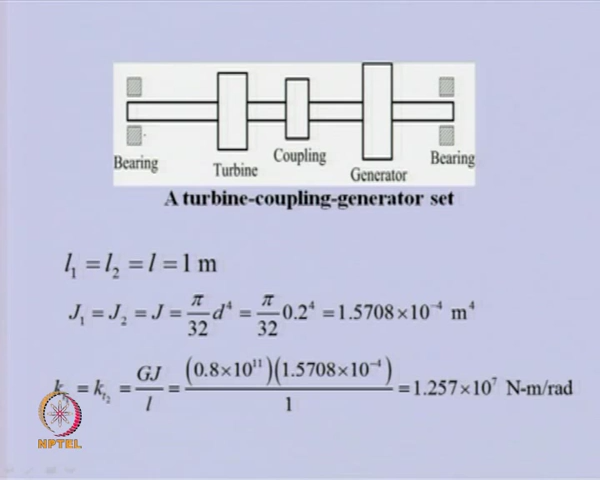 Bearing
Turbine
Coupling
Generator
Bearing
A turbine-coupling-generator set
l₁ = l₂ = l = 1 m
J₁ = J₂ = J = π/32 d⁴ = π/32 0.2⁴ = 1.5708×10⁻⁴ m⁴
k = k_t₂ = GJ/l = (0.8×10¹¹)(1.5708×10⁻⁴)/1 = 1.257×10⁷ N-m/rad
NPTEL